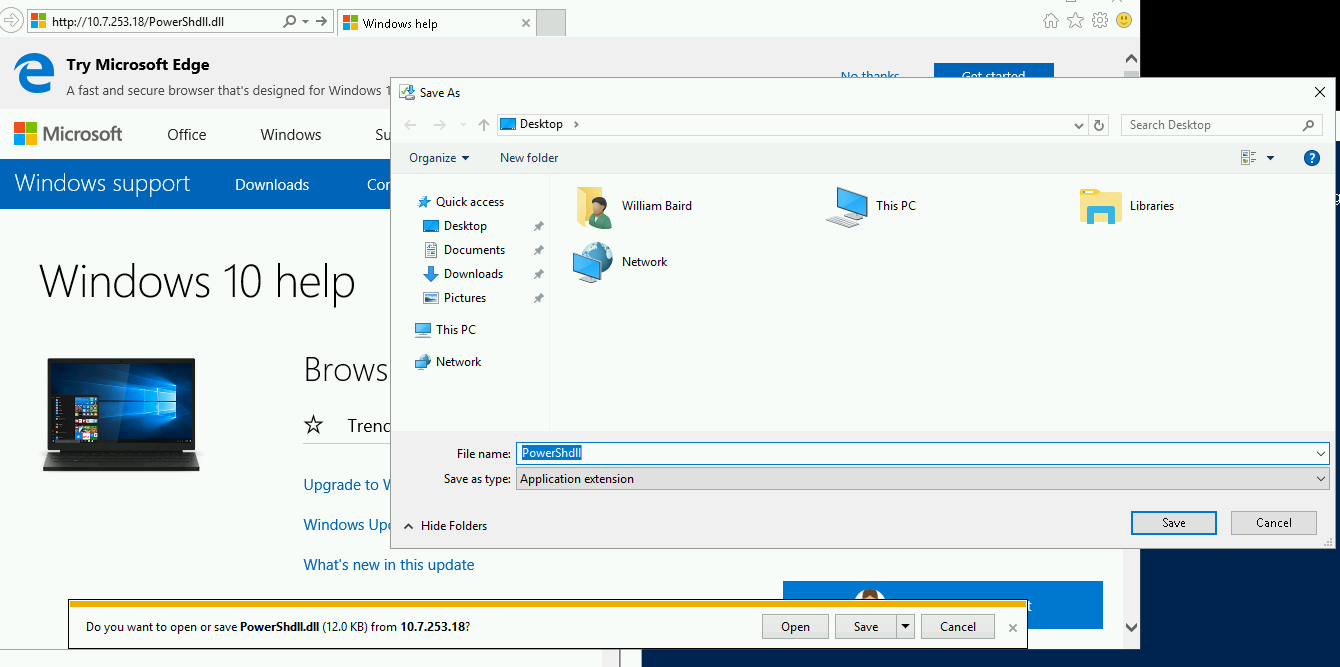 http://10.7.253.18/PowerShdll.dll
Windows help
Try Microsoft Edge
A fast and secure browser that's designed for Windows 1
No thanks
Get started
Microsoft
Office
Windows
Su
Windows support
Downloads
Cor
Windows 10 help
Brows
Trend
Upgrade to W
Windows Upd
What's new in this update
Save As
Desktop
Search Desktop
Organize
New folder
Quick access
Desktop
Documents
Downloads
Pictures
This PC
Network
William Baird
This PC
Libraries
Network
File name:
PowerShdll
Save as type:
Application extension
Hide Folders
Save
Cancel
Do you want to open or save PowerShdll.dll (12.0 KB) from 10.7.253.18?
Open
Save
Cancel